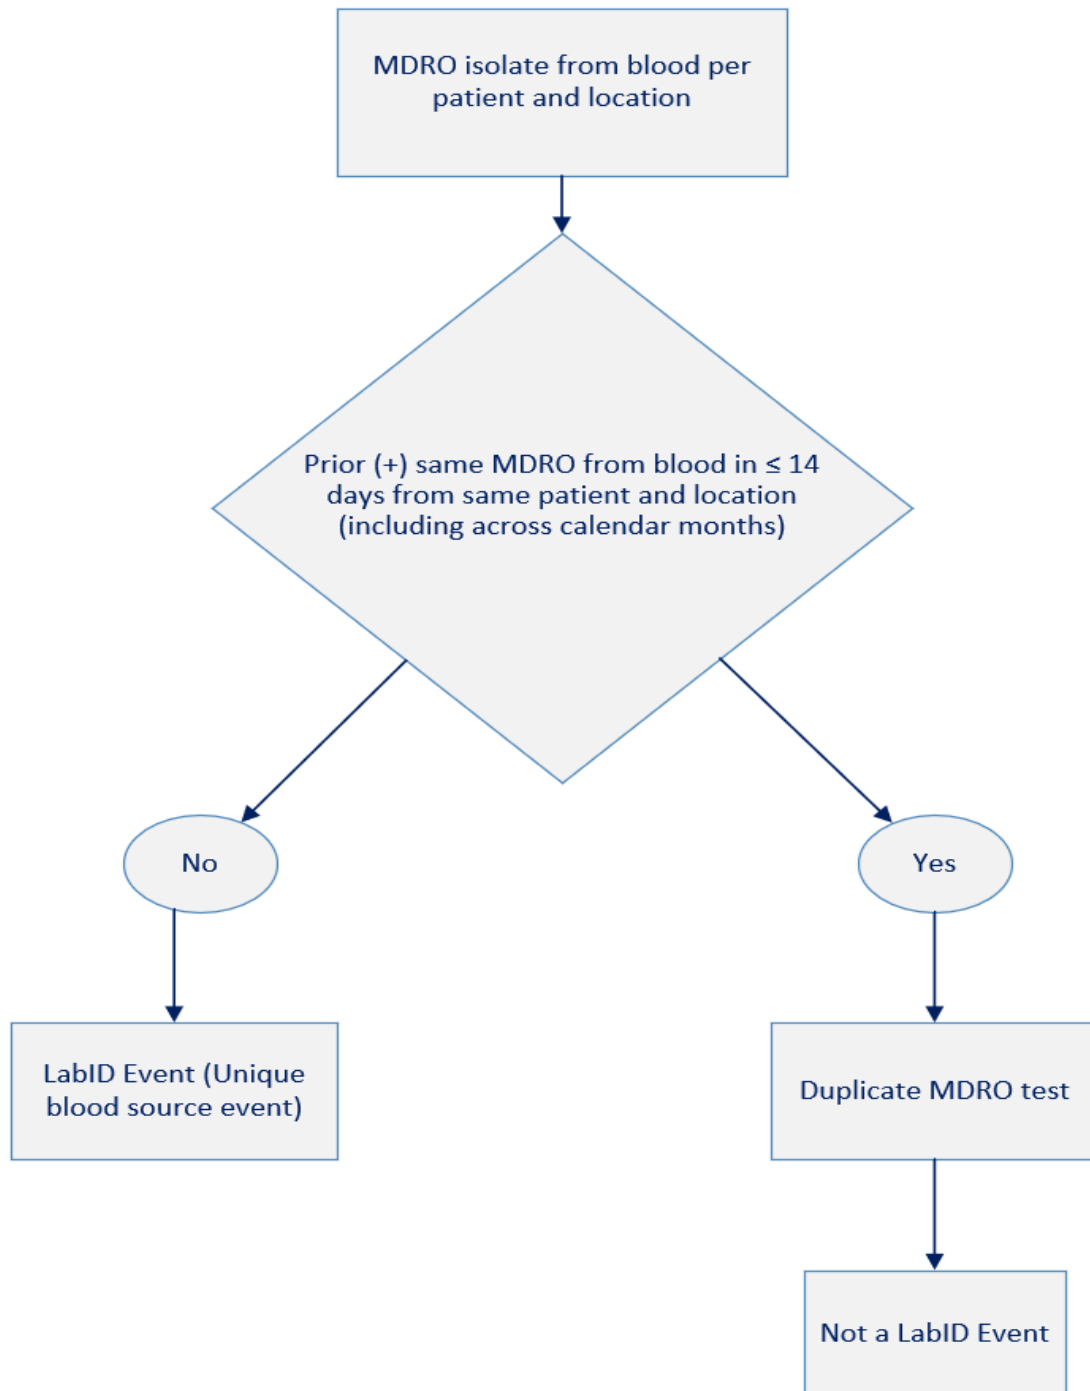 MDRO isolate from blood per
patient and location
Prior (+) same MDRO from blood in ≤ 14
days from same patient and location
(including across calendar months)
No
Yes
LabID Event (Unique
blood source event)
Duplicate MDRO test
Not a LabID Event